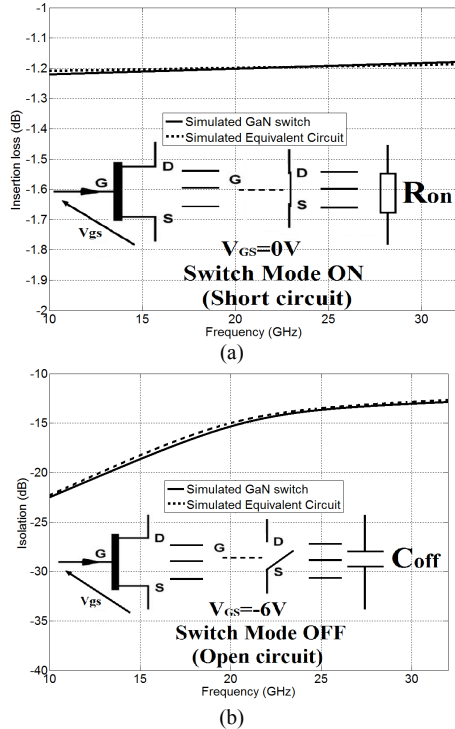 -1
-1.1
-1.2
-1.3
-1.4
-1.5
-1.6
-1.7
-1.8
-1.9
-2
Insertion loss (dB)
Simulated GaN switch
Simulated Equivalent Circuit
G
D
S
Vgs
G
D
S
Ron
VGS=0V
Switch Mode ON
(Short circuit)
10 15 20 25 30
Frequency (GHz)
(a)
-10
-15
-20
-25
-30
-35
-40
Isolation (dB)
Simulated GaN switch
Simulated Equivalent Circuit
G
D
S
Vgs
G
D
S
Coff
VGS=-6V
Switch Mode OFF
(Open circuit)
10 15 20 25 30
Frequency (GHz)
(b)